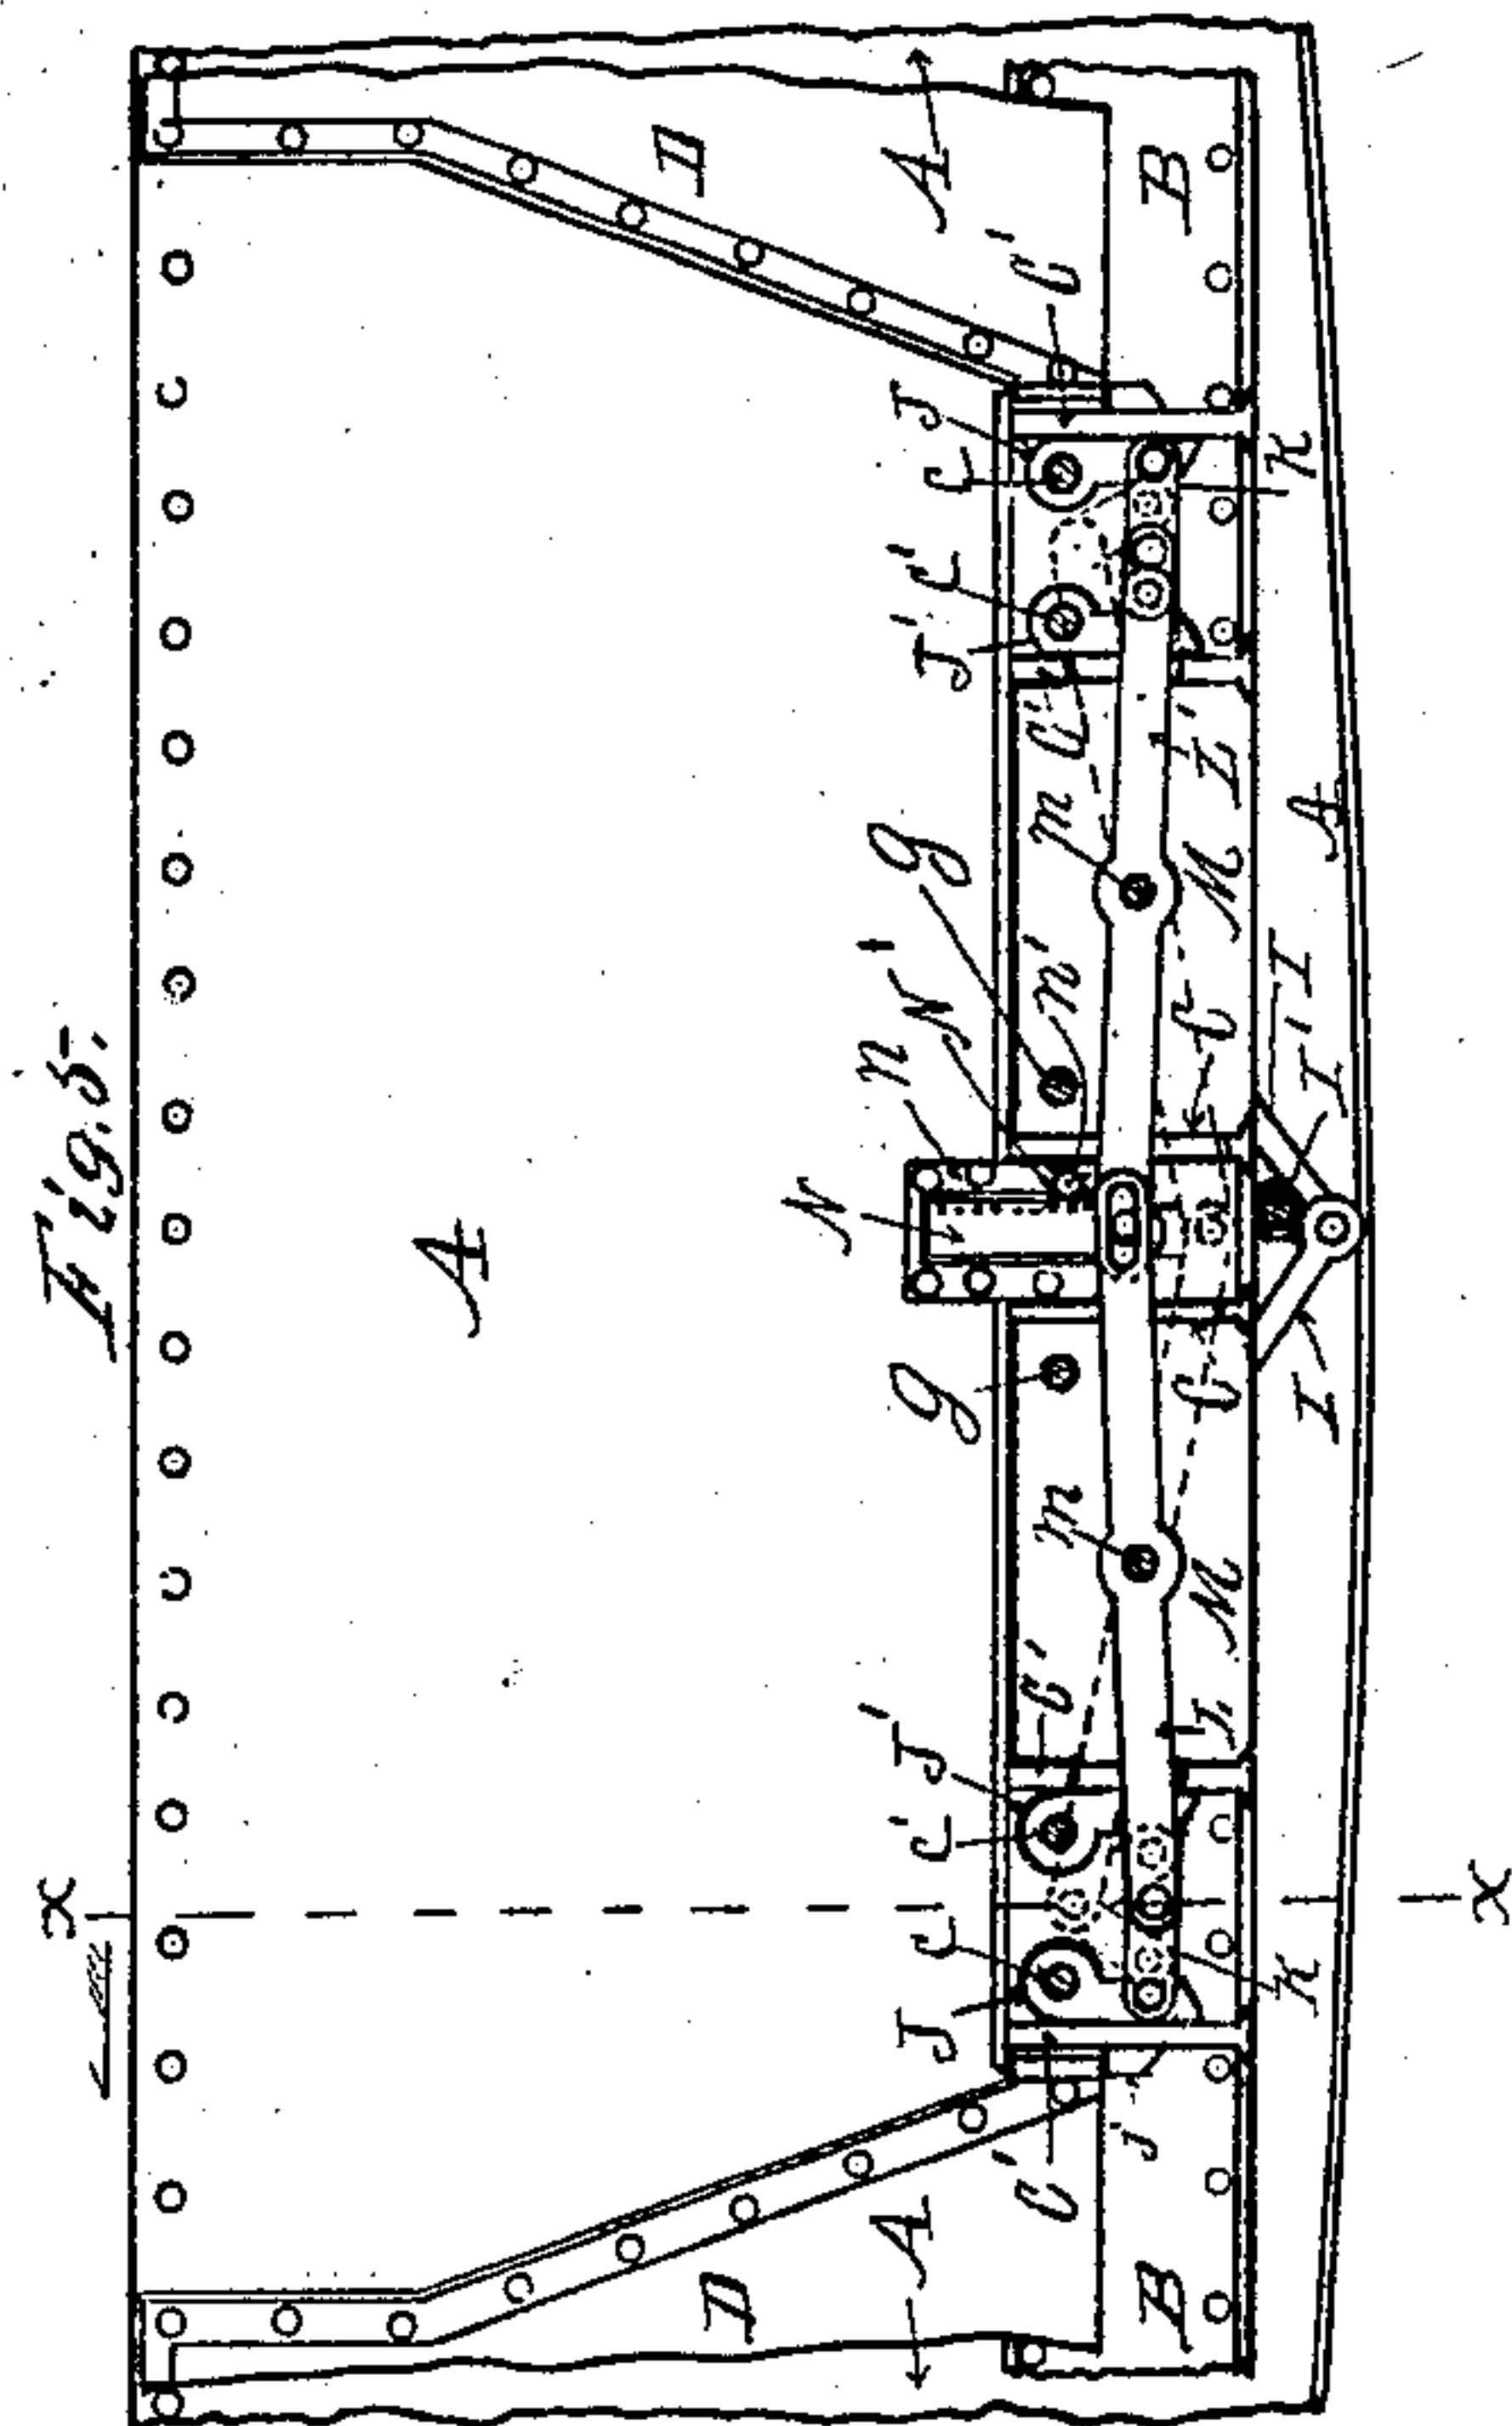 x Fig. 5.
A
D D
A J c c' J' g N n N' g J' c' c J A
C' C' m n' m C' C'
B j L M C C M L' B
K I I' I A K
x